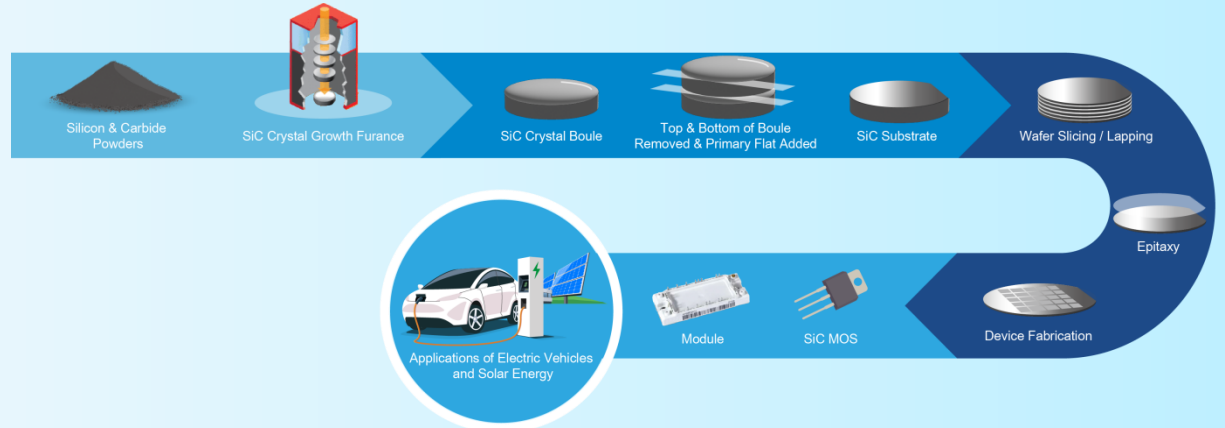 Silicon & Carbide
Powders
SiC Crystal Growth Furance
SiC Crystal Boule
Top & Bottom of Boule
Removed & Primary Flat Added
SiC Substrate
Wafer Slicing / Lapping
Epitaxy
Device Fabrication
SiC MOS
Module
Applications of Electric Vehicles
and Solar Energy